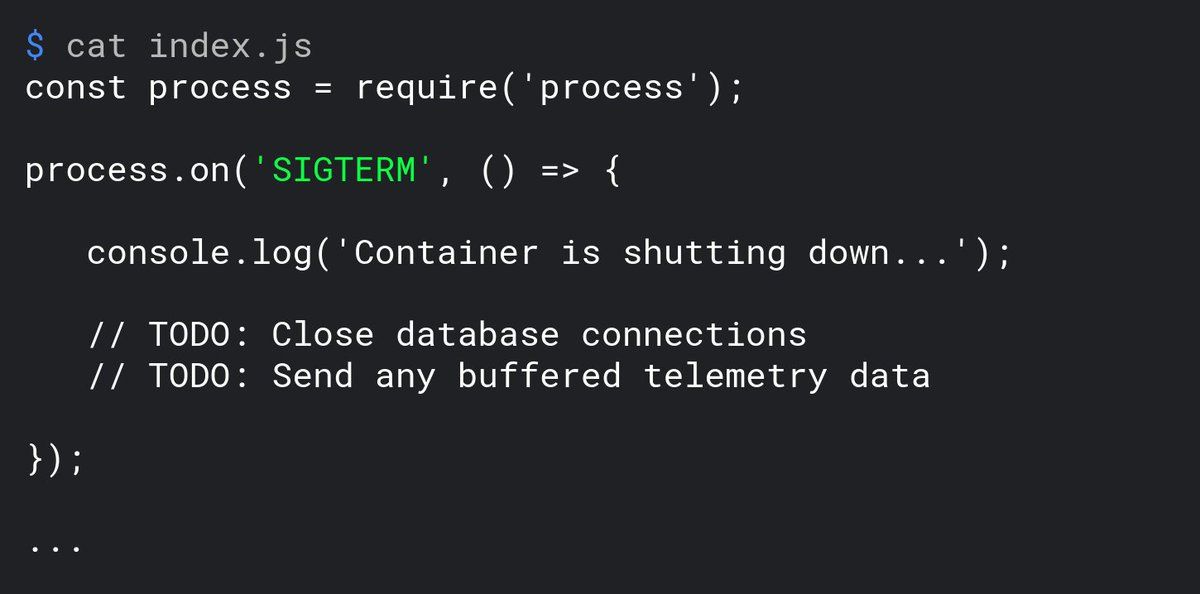 $ cat index.js
const process = require('process');
process.on('SIGTERM', () => {
console.log('Container is shutting down...');
// TODO: Close database connections
// TODO: Send any buffered telemetry data
});
...